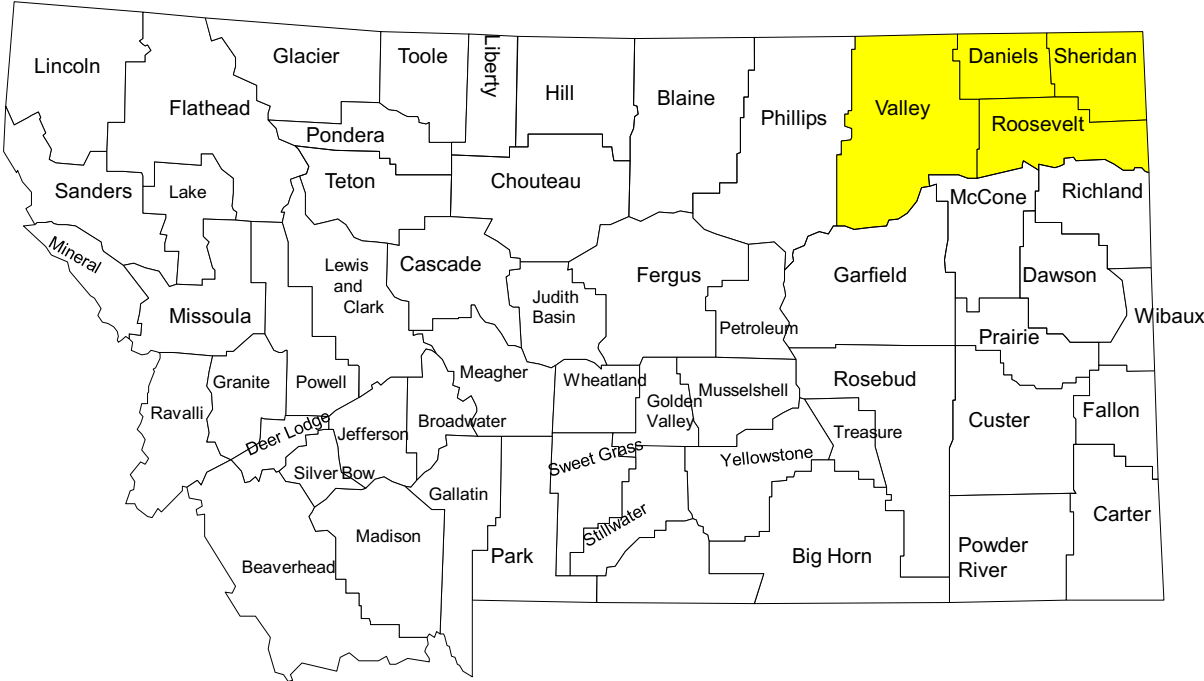 Lincoln
Flathead
Glacier
Toole
Liberty
Hill
Blaine
Phillips
Valley
Daniels
Sheridan
Roosevelt
Pondera
Teton
Chouteau
Sanders
Lake
McCone
Richland
Mineral
Missoula
Lewis
and
Clark
Cascade
Judith
Basin
Fergus
Petroleum
Garfield
Dawson
Wibaux
Prairie
Ravalli
Granite
Powell
Deer Lodge
Jefferson
Broadwater
Meagher
Wheatland
Golden
Valley
Musselshell
Rosebud
Treasure
Custer
Fallon
Silver Bow
Gallatin
Sweet Grass
Yellowstone
Stillwater
Beaverhead
Madison
Park
Big Horn
Powder
River
Carter